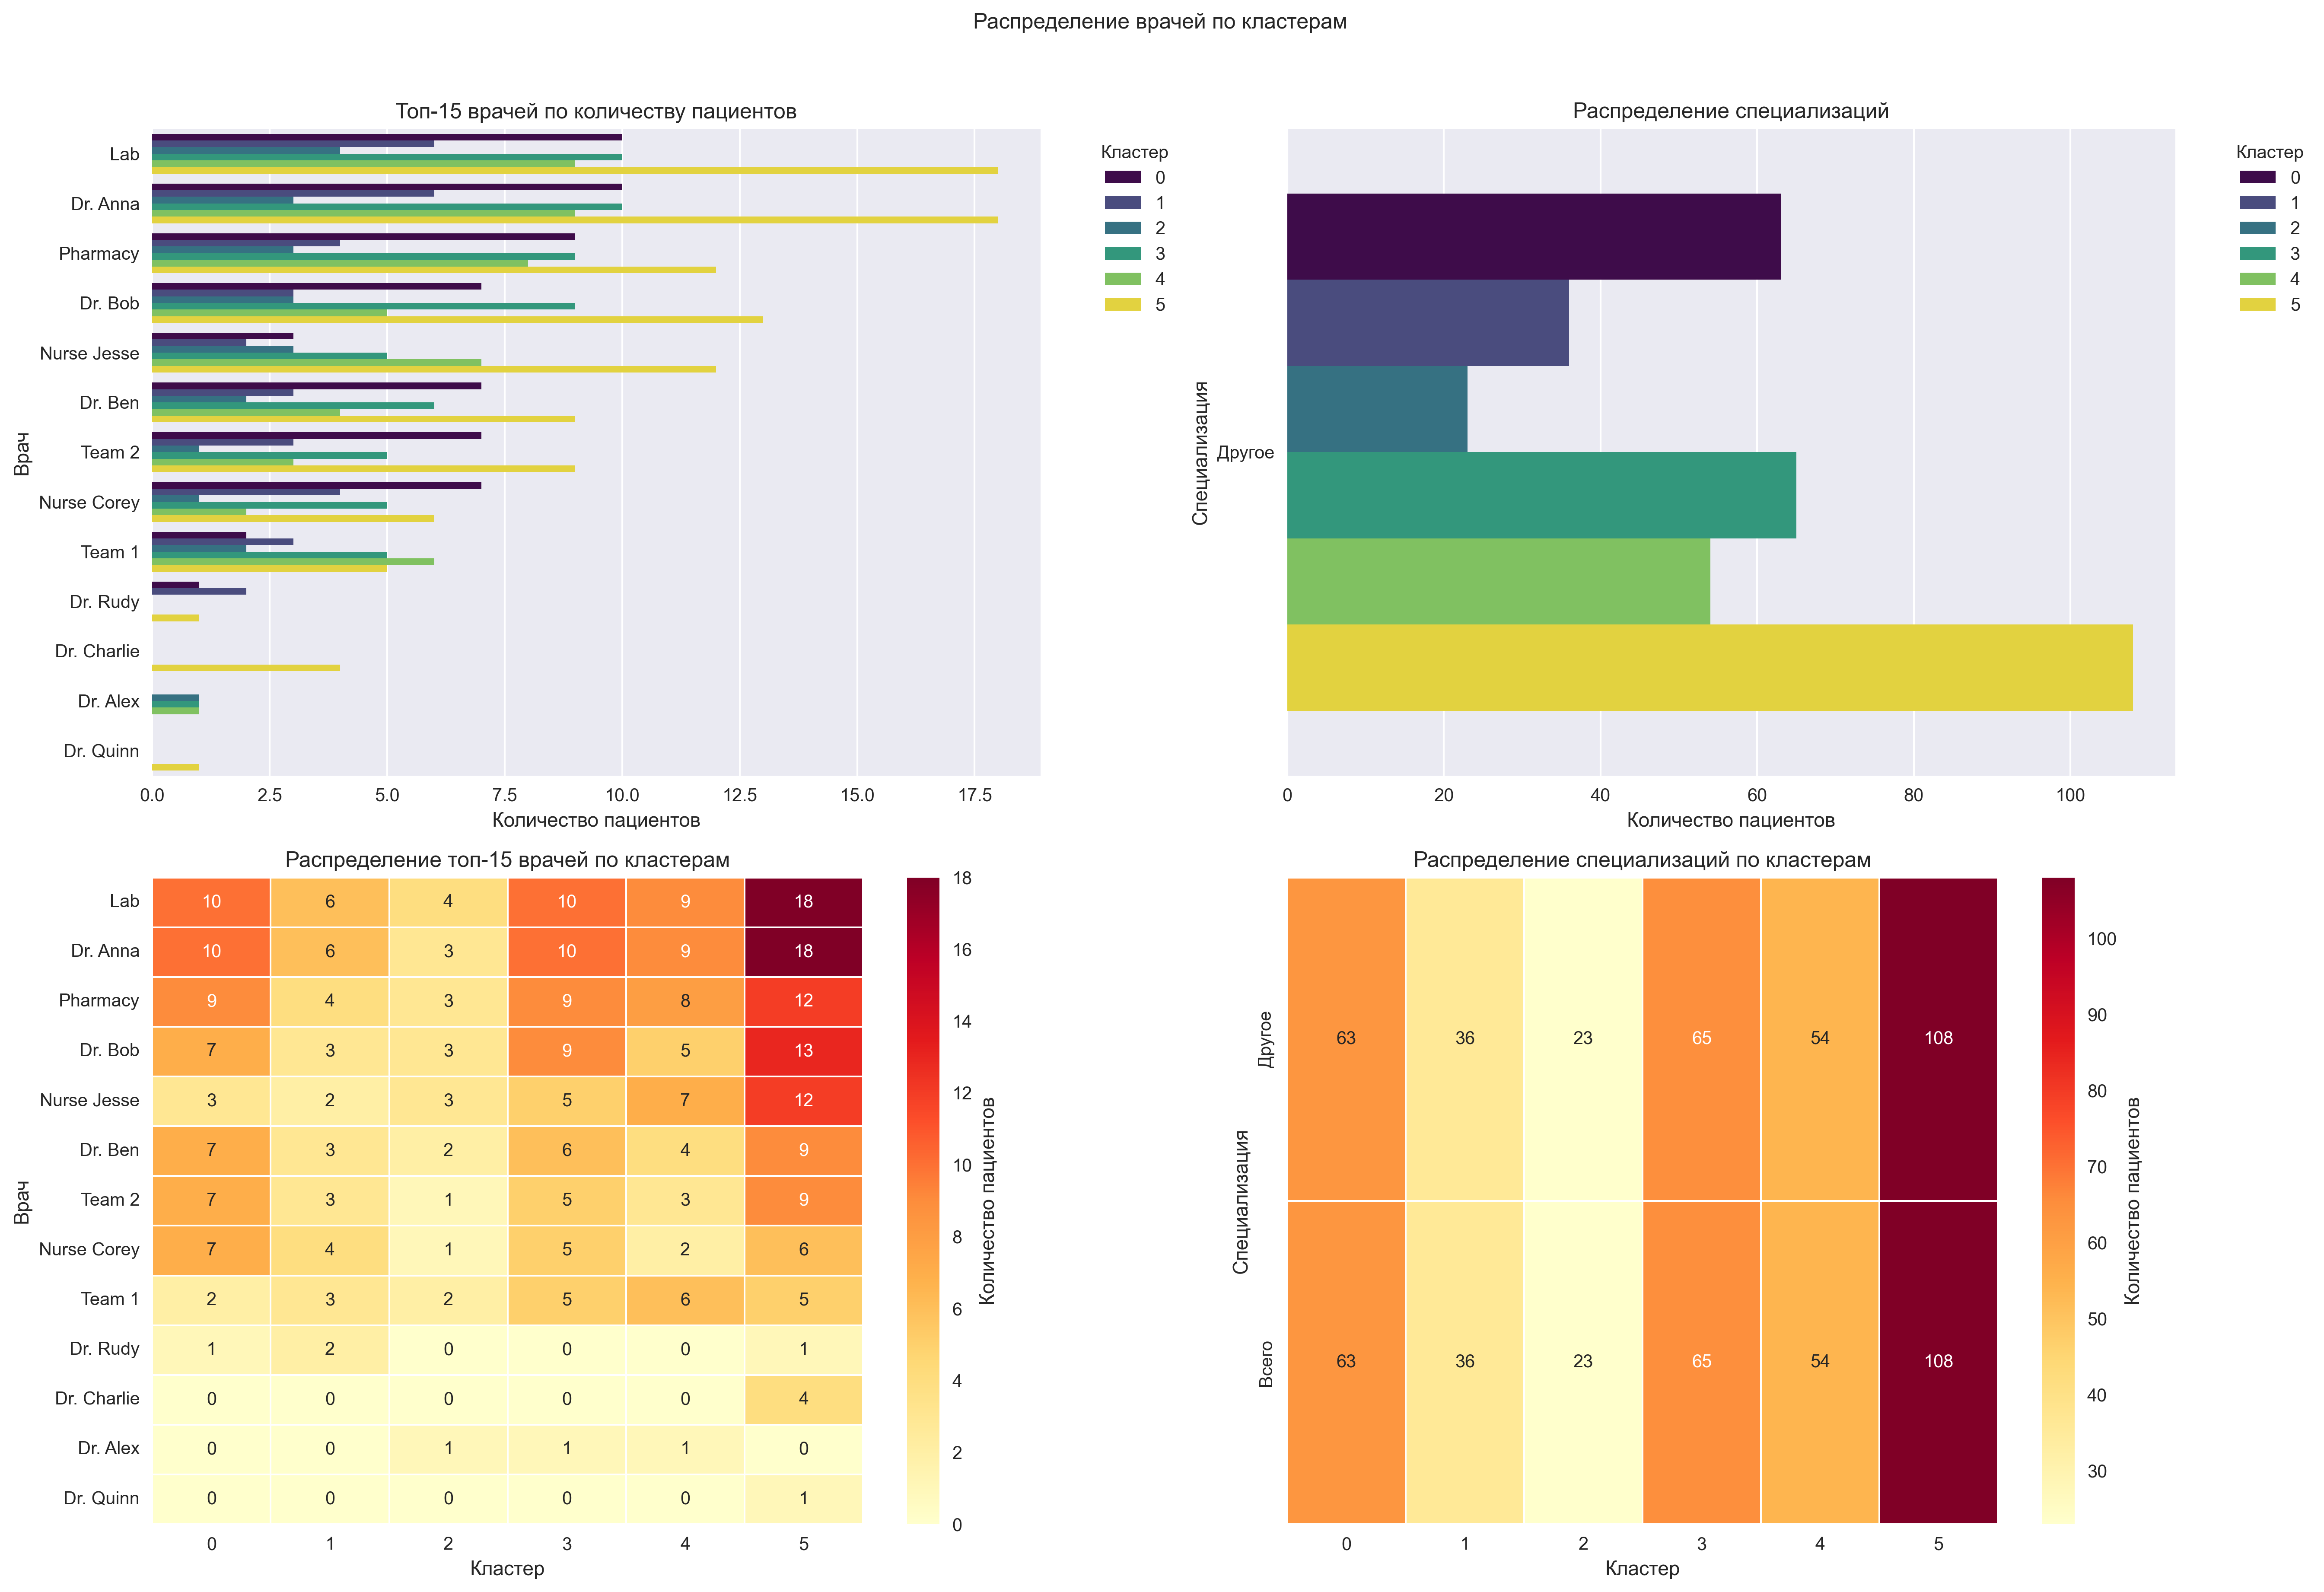 Распределение врачей по кластерам
Топ-15 врачей по количеству пациентов
Врач
Lab
Dr. Anna
Pharmacy
Dr. Bob
Nurse Jesse
Dr. Ben
Team 2
Nurse Corey
Team 1
Dr. Rudy
Dr. Charlie
Dr. Alex
Dr. Quinn
0.0 2.5 5.0 7.5 10.0 12.5 15.0 17.5
Количество пациентов
Кластер
0
1
2
3
4
5
Распределение специализаций
Специализация
Другое
0 20 40 60 80 100
Количество пациентов
Кластер
0
1
2
3
4
5
Распределение топ-15 врачей по кластерам
Врач
Lab 10 6 4 10 9 18
Dr. Anna 10 6 3 10 9 18
Pharmacy 9 4 3 9 8 12
Dr. Bob 7 3 3 9 5 13
Nurse Jesse 3 2 3 5 7 12
Dr. Ben 7 3 2 6 4 9
Team 2 7 3 1 5 3 9
Nurse Corey 7 4 1 5 2 6
Team 1 2 3 2 5 6 5
Dr. Rudy 1 2 0 0 0 1
Dr. Charlie 0 0 0 0 0 4
Dr. Alex 0 0 1 1 1 0
Dr. Quinn 0 0 0 0 0 1
0 1 2 3 4 5
Кластер
18
16
14
12
10
8
6
4
2
0
Количество пациентов
Распределение специализаций по кластерам
Специализация
Другое 63 36 23 65 54 108
Всего 63 36 23 65 54 108
0 1 2 3 4 5
Кластер
100
90
80
70
60
50
40
30
Количество пациентов